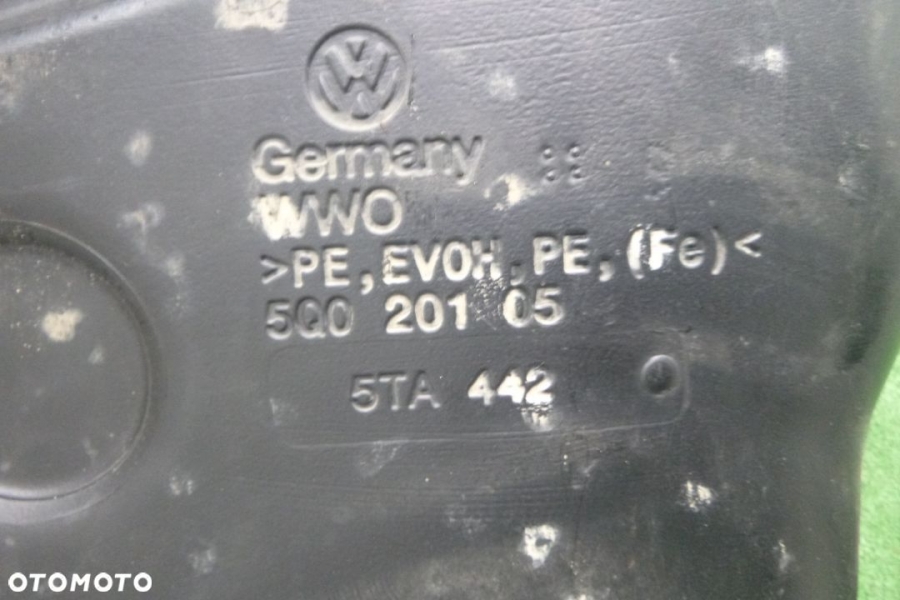 Germany
WWO
>PE,EVOH,PE,(Fe)<
5Q0 201 05
5TA 442
OTOMOTO